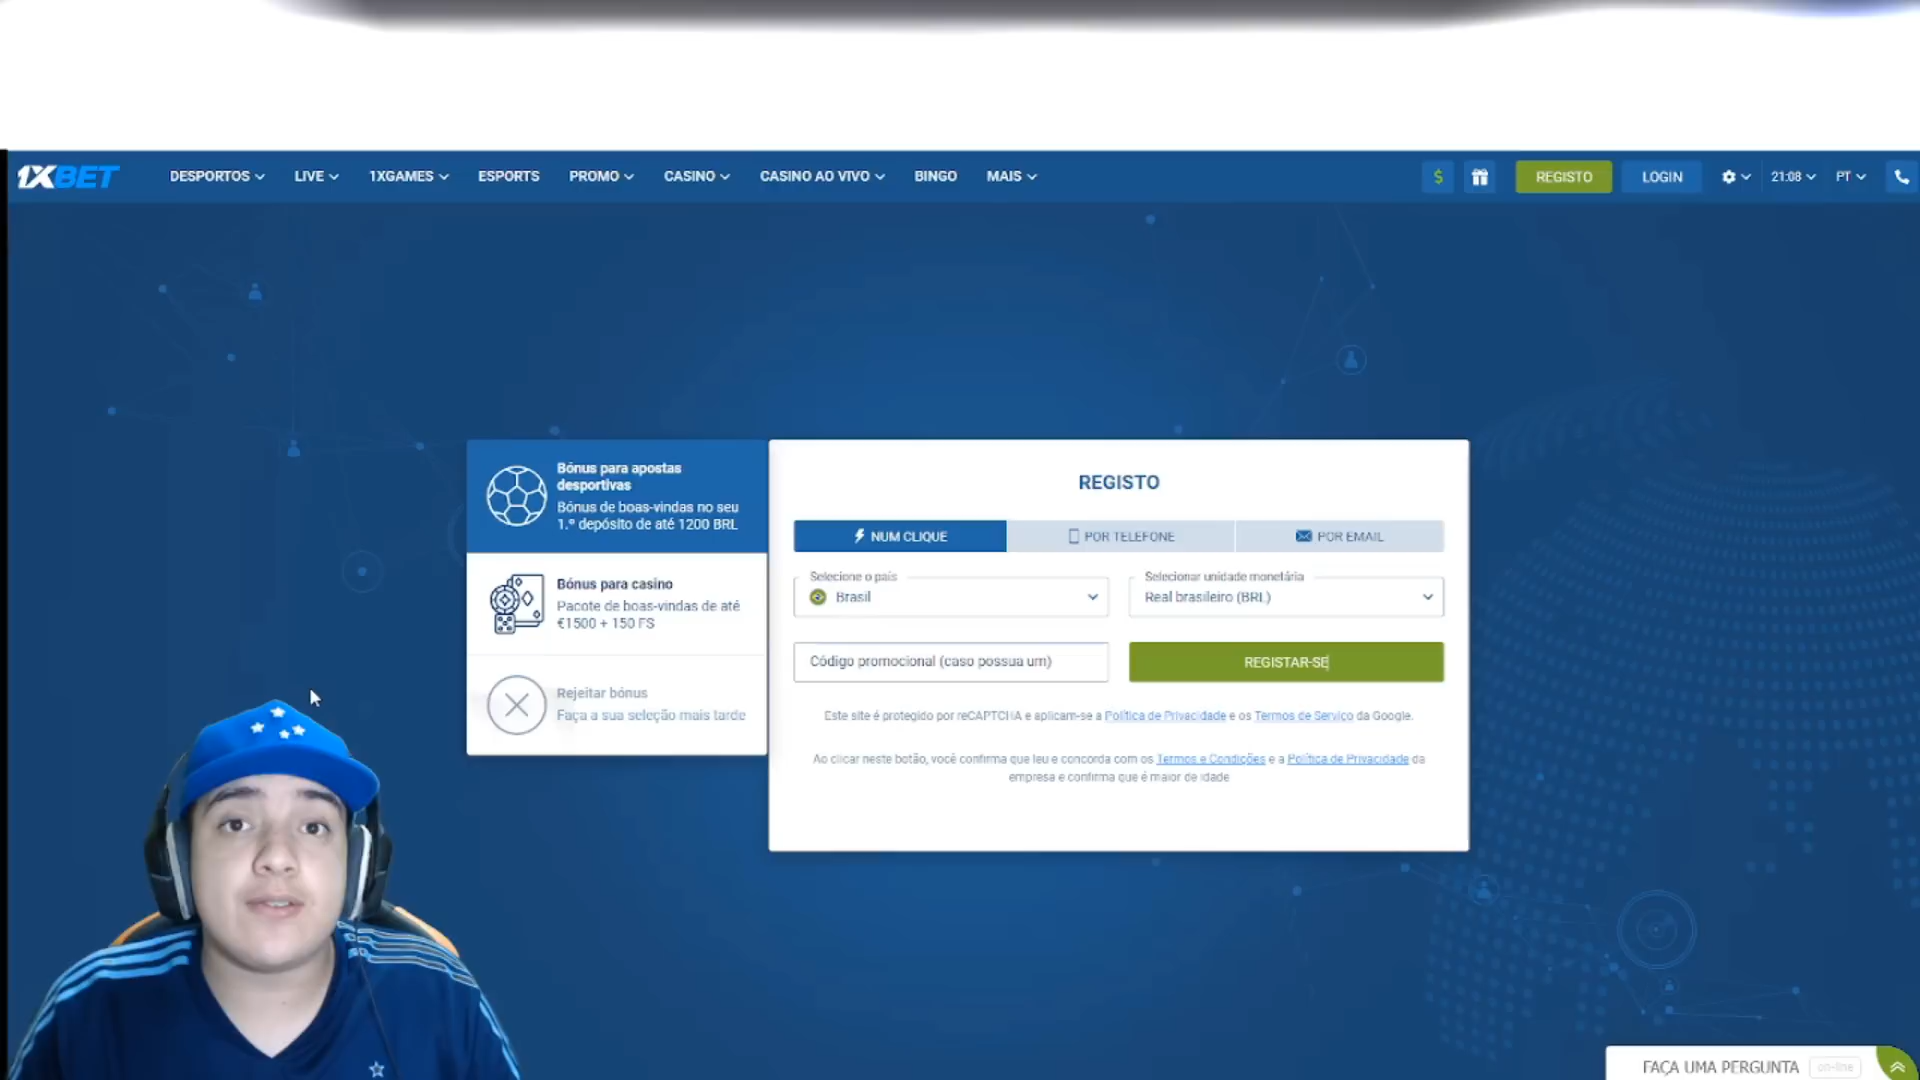 1XBET
DESPORTOS
LIVE
1XGAMES
ESPORTS
PROMO
CASINO
CASINO AO VIVO
BINGO
MAIS
$
REGISTO
LOGIN
21:08
PT
Bónus para apostas
desportivas
Bónus de boas-vindas no seu
1.º depósito de até 1200 BRL
Bónus para casino
Pacote de boas-vindas de até
€1500 + 150 FS
Rejeitar bónus
Faça a sua seleção mais tarde
REGISTO
NUM CLIQUE
POR TELEFONE
POR EMAIL
Selecione o país
Brasil
Selecionar unidade monetária
Real brasileiro (BRL)
Código promocional (caso possua um)
REGISTAR-SE
Este site é protegido por reCAPTCHA e aplicam-se a Política de Privacidade e os Termos de Serviço da Google.
Ao clicar neste botão, você confirma que leu e concorda com os Termos e Condições e a Política de Privacidade da
empresa e confirma que é maior de idade
FAÇA UMA PERGUNTA
on-line